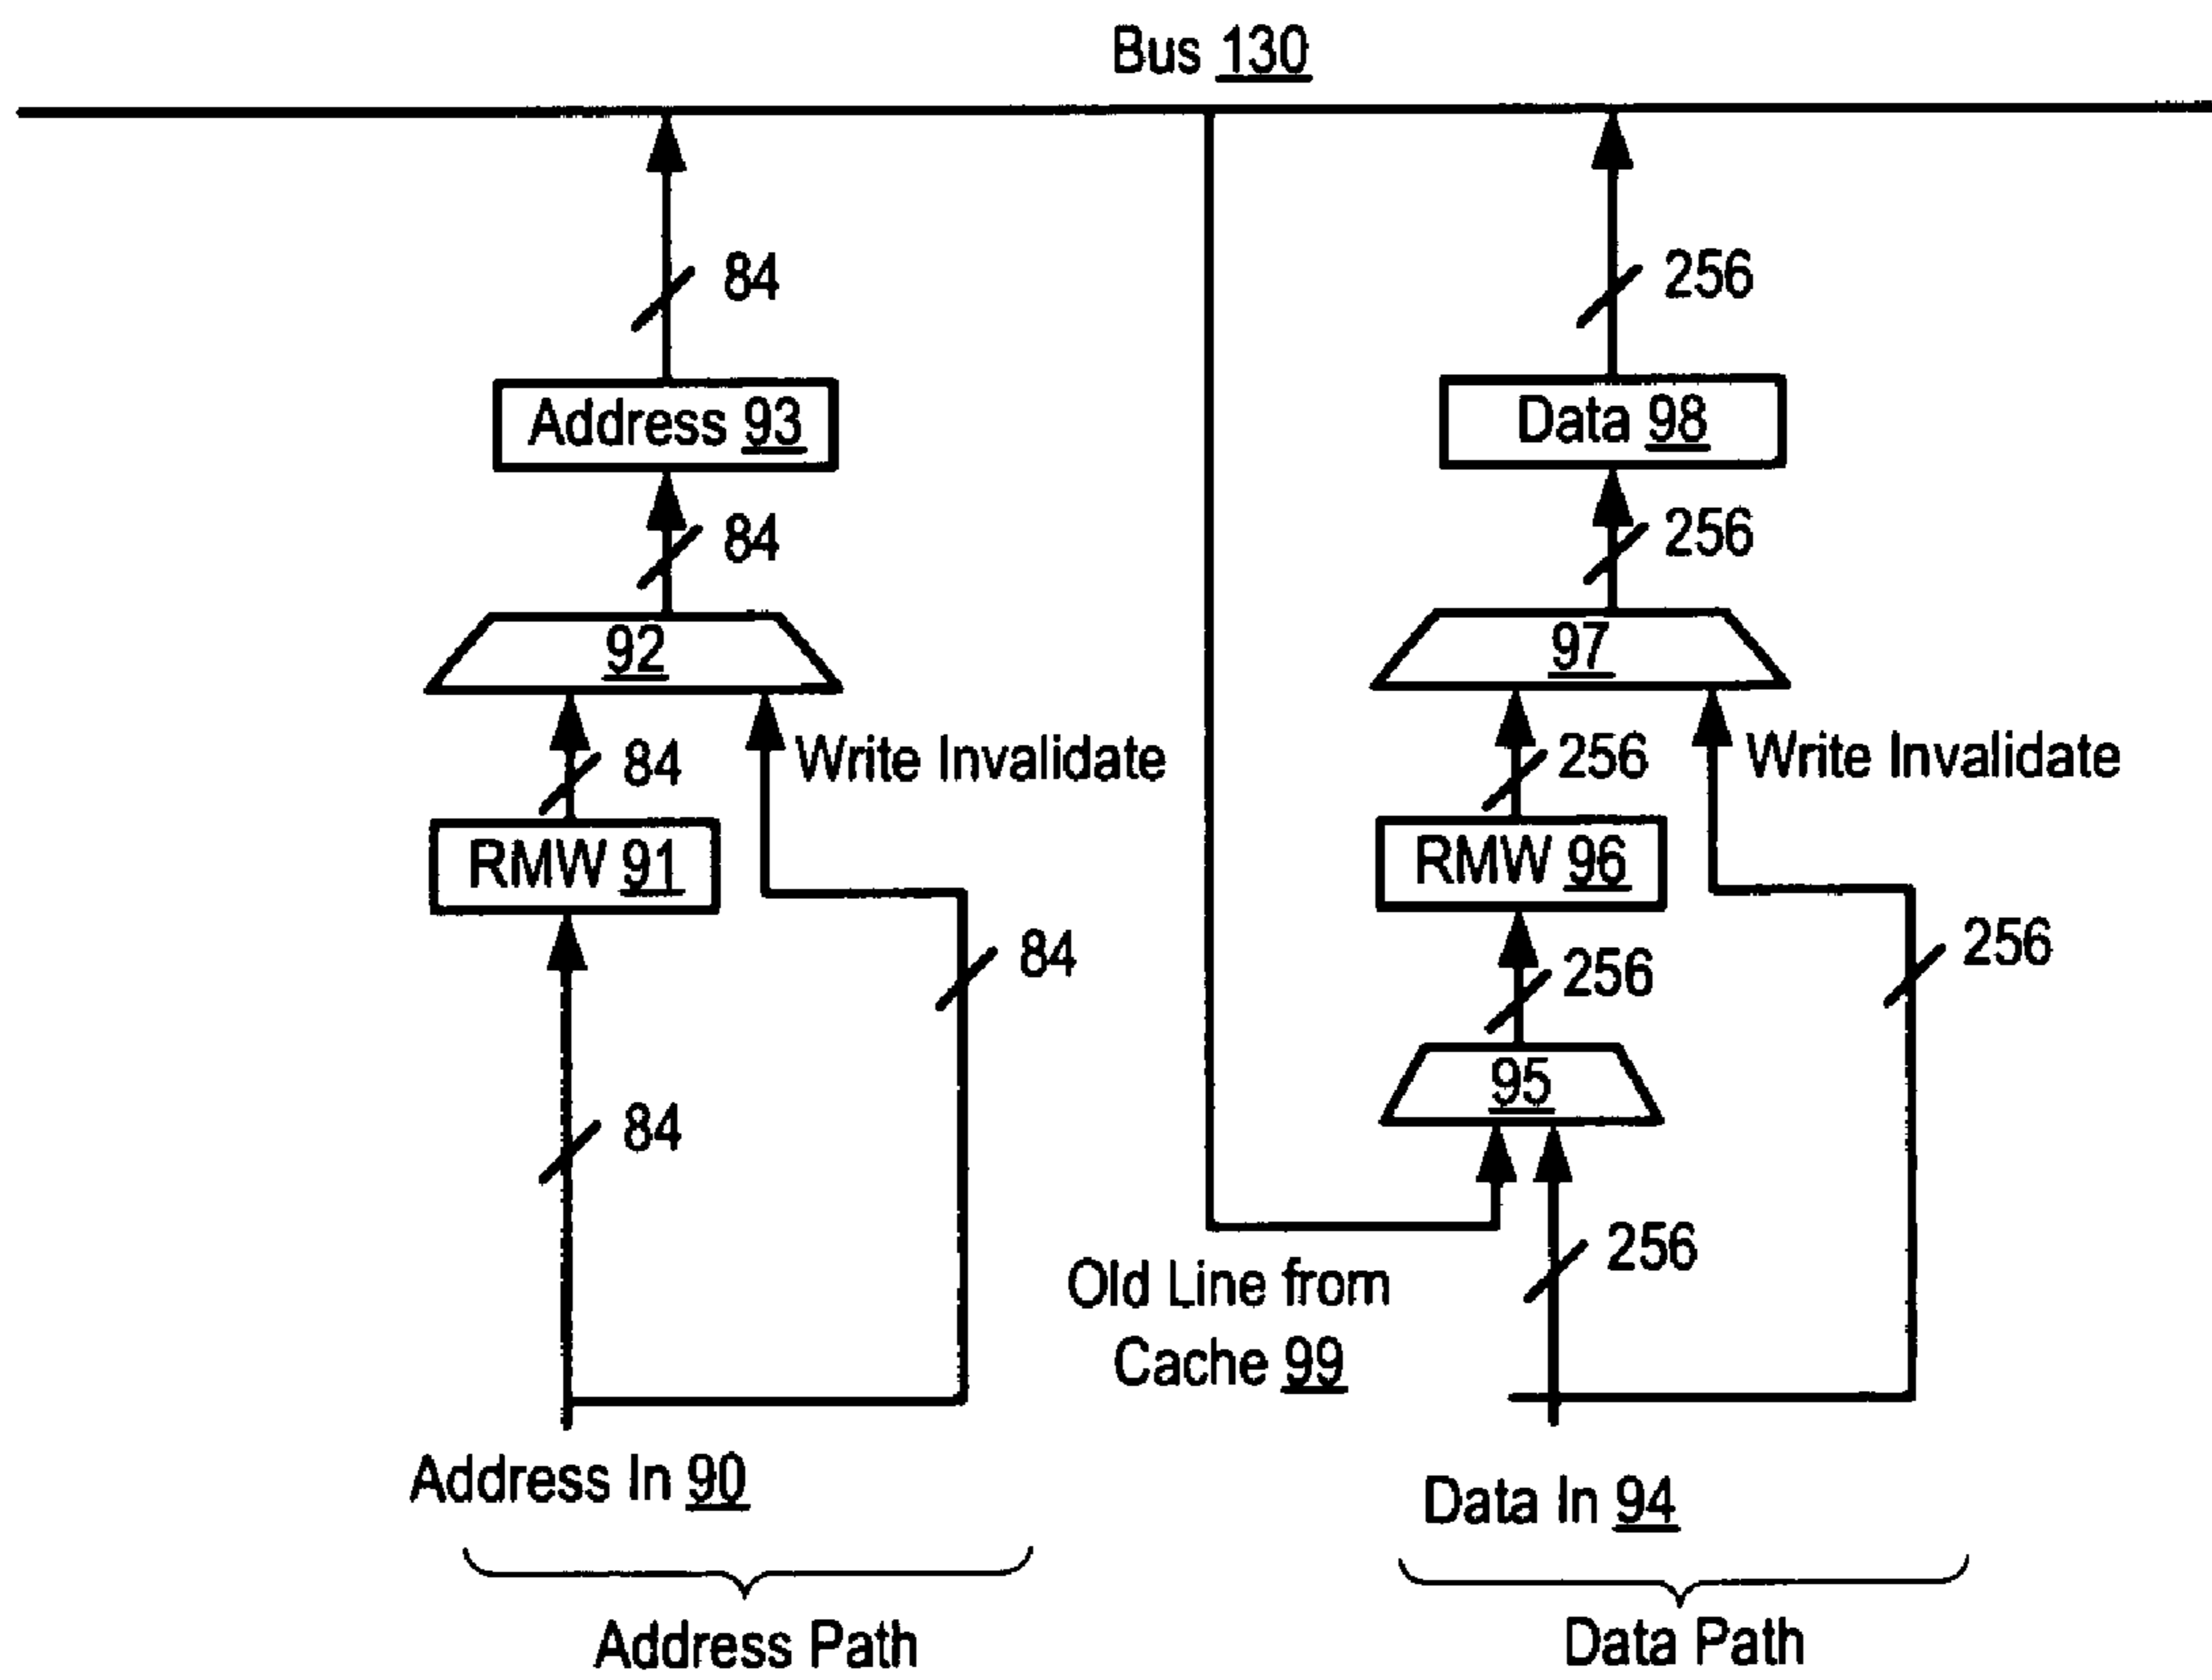 Bus 130
84
256
Address 93
Data 98
84
256
92
97
84
Write Invalidate
256
Write Invalidate
RMW 91
RMW 96
84
256
256
95
84
256
Old Line from
Cache 99
Address In 90
Data In 94
Address Path
Data Path